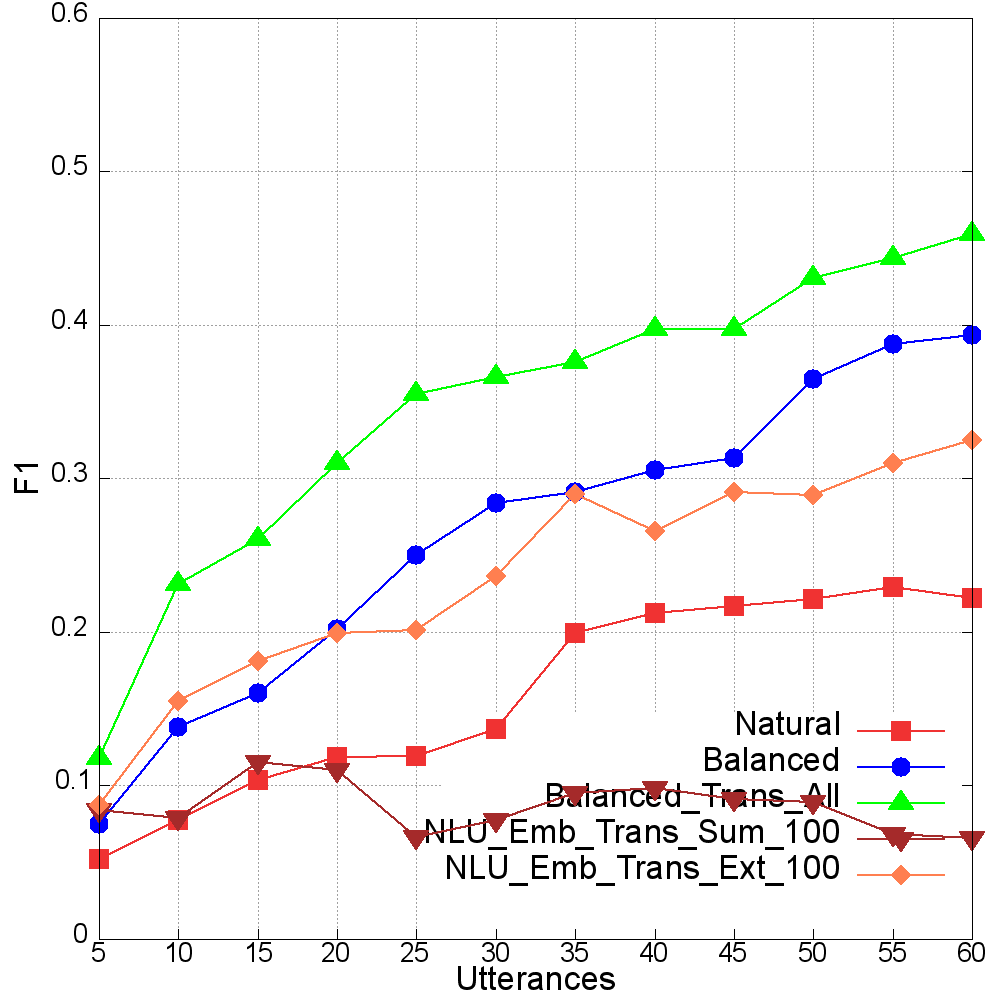 0.6
0.5
0.4
0.3
0.2
0.1
0
F1
Natural
Balanced
Balanced_Trans_All
NLU_Emb_Trans_Sum_100
NLU_Emb_Trans_Ext_100
5 10 15 20 25 30 35 40 45 50 55 60
Utterances